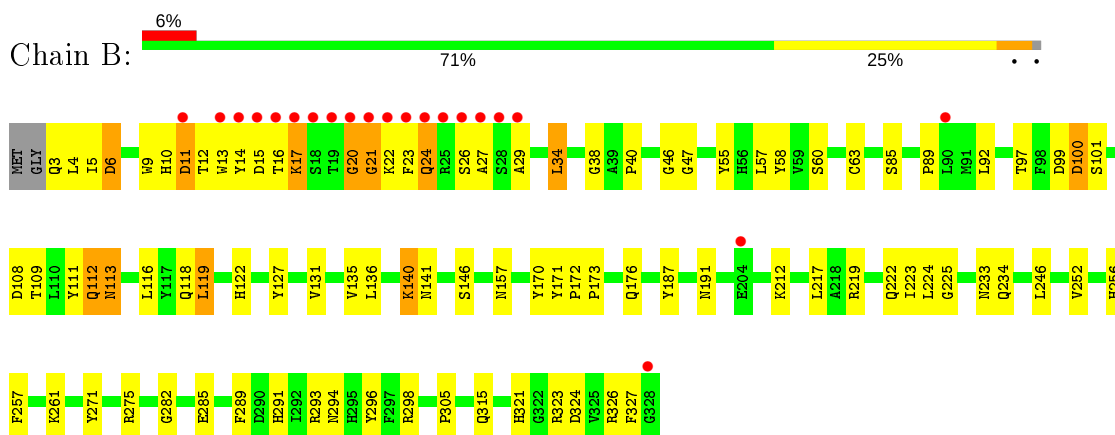 6%
Chain B:
71% 25% • •
MET GLY Q3 L4 I5 D6 W9 H10 D11 T12 W13 Y14 D15 T16 K17 S18 T19 G20 G21 K22 F23 Q24 R25 S26 A27 S28 A29 L34 G38 A39 P40 G46 G47 Y55 H56 L57 Y58 V59 S60 C63 S85 P89 L90 M91 L92 T97 F98 D99 D100 S101
D108 T109 L110 Y111 Q112 N113 L116 Y117 Q118 L119 H122 Y127 V131 V135 L136 K140 N141 S146 N157 Y170 Y171 P172 P173 Q176 Y187 N191 E204 K212 L217 A218 R219 Q222 I223 L224 G225 N233 Q234 L246 V252 H256
F257 K261 Y271 R275 G282 E285 F289 D290 H291 I292 R293 N294 H295 Y296 F297 R298 P305 Q315 H321 G322 R323 D324 V325 R326 F327 G328